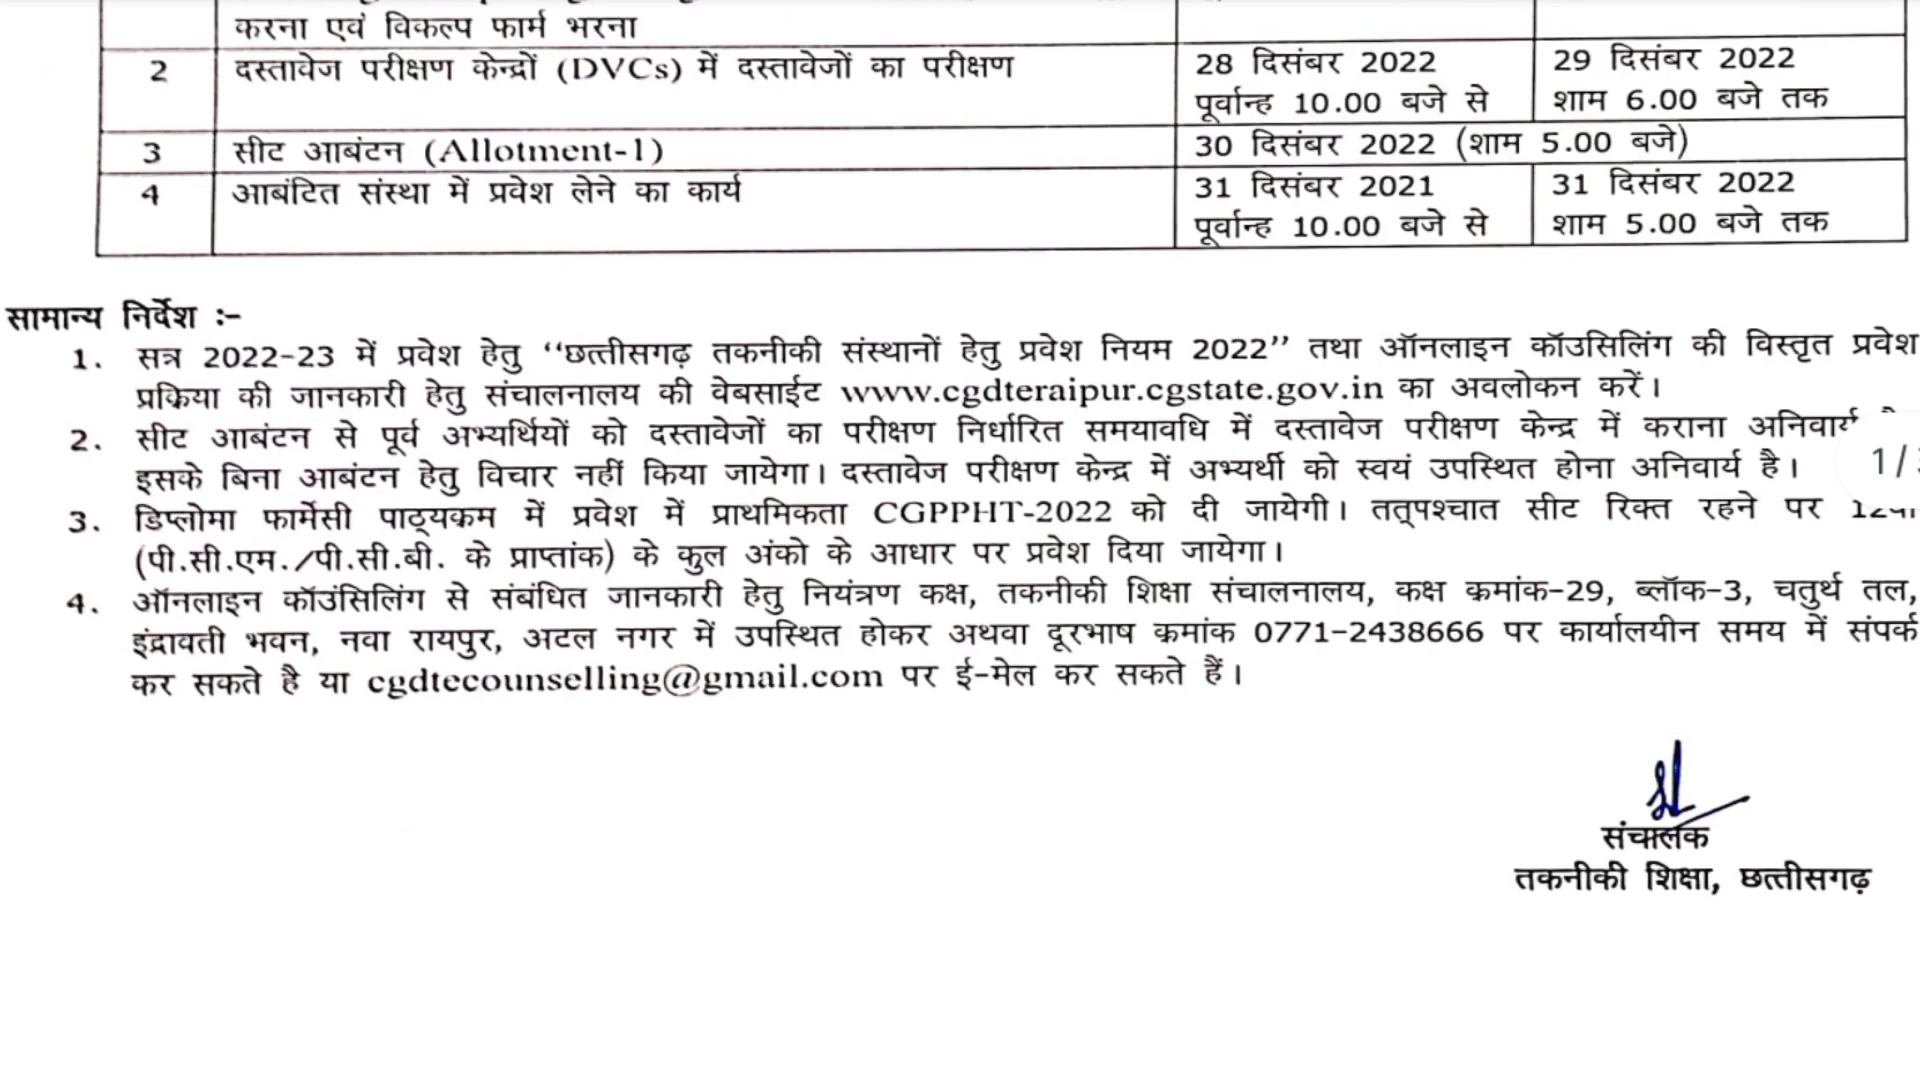 करना एवं विकल्प फार्म भरना
2 दस्तावेज परीक्षण केन्द्रों (DVCs) में दस्तावेजों का परीक्षण 28 दिसंबर 2022 29 दिसंबर 2022
पूर्वान्ह 10.00 बजे से शाम 6.00 बजे तक
3 सीट आबंटन (Allotment-1) 30 दिसंबर 2022 (शाम 5.00 बजे)
4 आबंटित संस्था में प्रवेश लेने का कार्य 31 दिसंबर 2021 31 दिसंबर 2022
पूर्वान्ह 10.00 बजे से शाम 5.00 बजे तक
सामान्य निर्देश :-
1. सत्र 2022-23 में प्रवेश हेतु “छत्तीसगढ़ तकनीकी संस्थानों हेतु प्रवेश नियम 2022” तथा ऑनलाइन कॉउसिलिंग की विस्तृत प्रवेश
प्रकिया की जानकारी हेतु संचालनालय की वेबसाईट www.cgdteraipur.cgstate.gov.in का अवलोकन करें।
2. सीट आबंटन से पूर्व अभ्यर्थियों को दस्तावेजों का परीक्षण निर्धारित समयावधि में दस्तावेज परीक्षण केन्द्र में कराना अनिवार्य
इसके बिना आबंटन हेतु विचार नहीं किया जायेगा। दस्तावेज परीक्षण केन्द्र में अभ्यर्थी को स्वयं उपस्थित होना अनिवार्य है। 1/
3. डिप्लोमा फार्मेसी पाठ्यकम में प्रवेश में प्राथमिकता CGPPHT-2022 को दी जायेगी। तत्पश्चात सीट रिक्त रहने पर
(पी.सी.एम./पी.सी.बी. के प्राप्तांक) के कुल अंको के आधार पर प्रवेश दिया जायेगा।
4. ऑनलाइन कॉउंसिलिंग से संबंधित जानकारी हेतु नियंत्रण कक्ष, तकनीकी शिक्षा संचालनालय, कक्ष कमांक-29, ब्लॉक-3, चतुर्थ तल,
इंद्रावती भवन, नवा रायपुर, अटल नगर में उपस्थित होकर अथवा दूरभाष कमांक 0771-2438666 पर कार्यालयीन समय में संपर्क
कर सकते है या cgdtecounselling@gmail.com पर ई-मेल कर सकते हैं।
संचालक
तकनीकी शिक्षा, छत्तीसगढ़